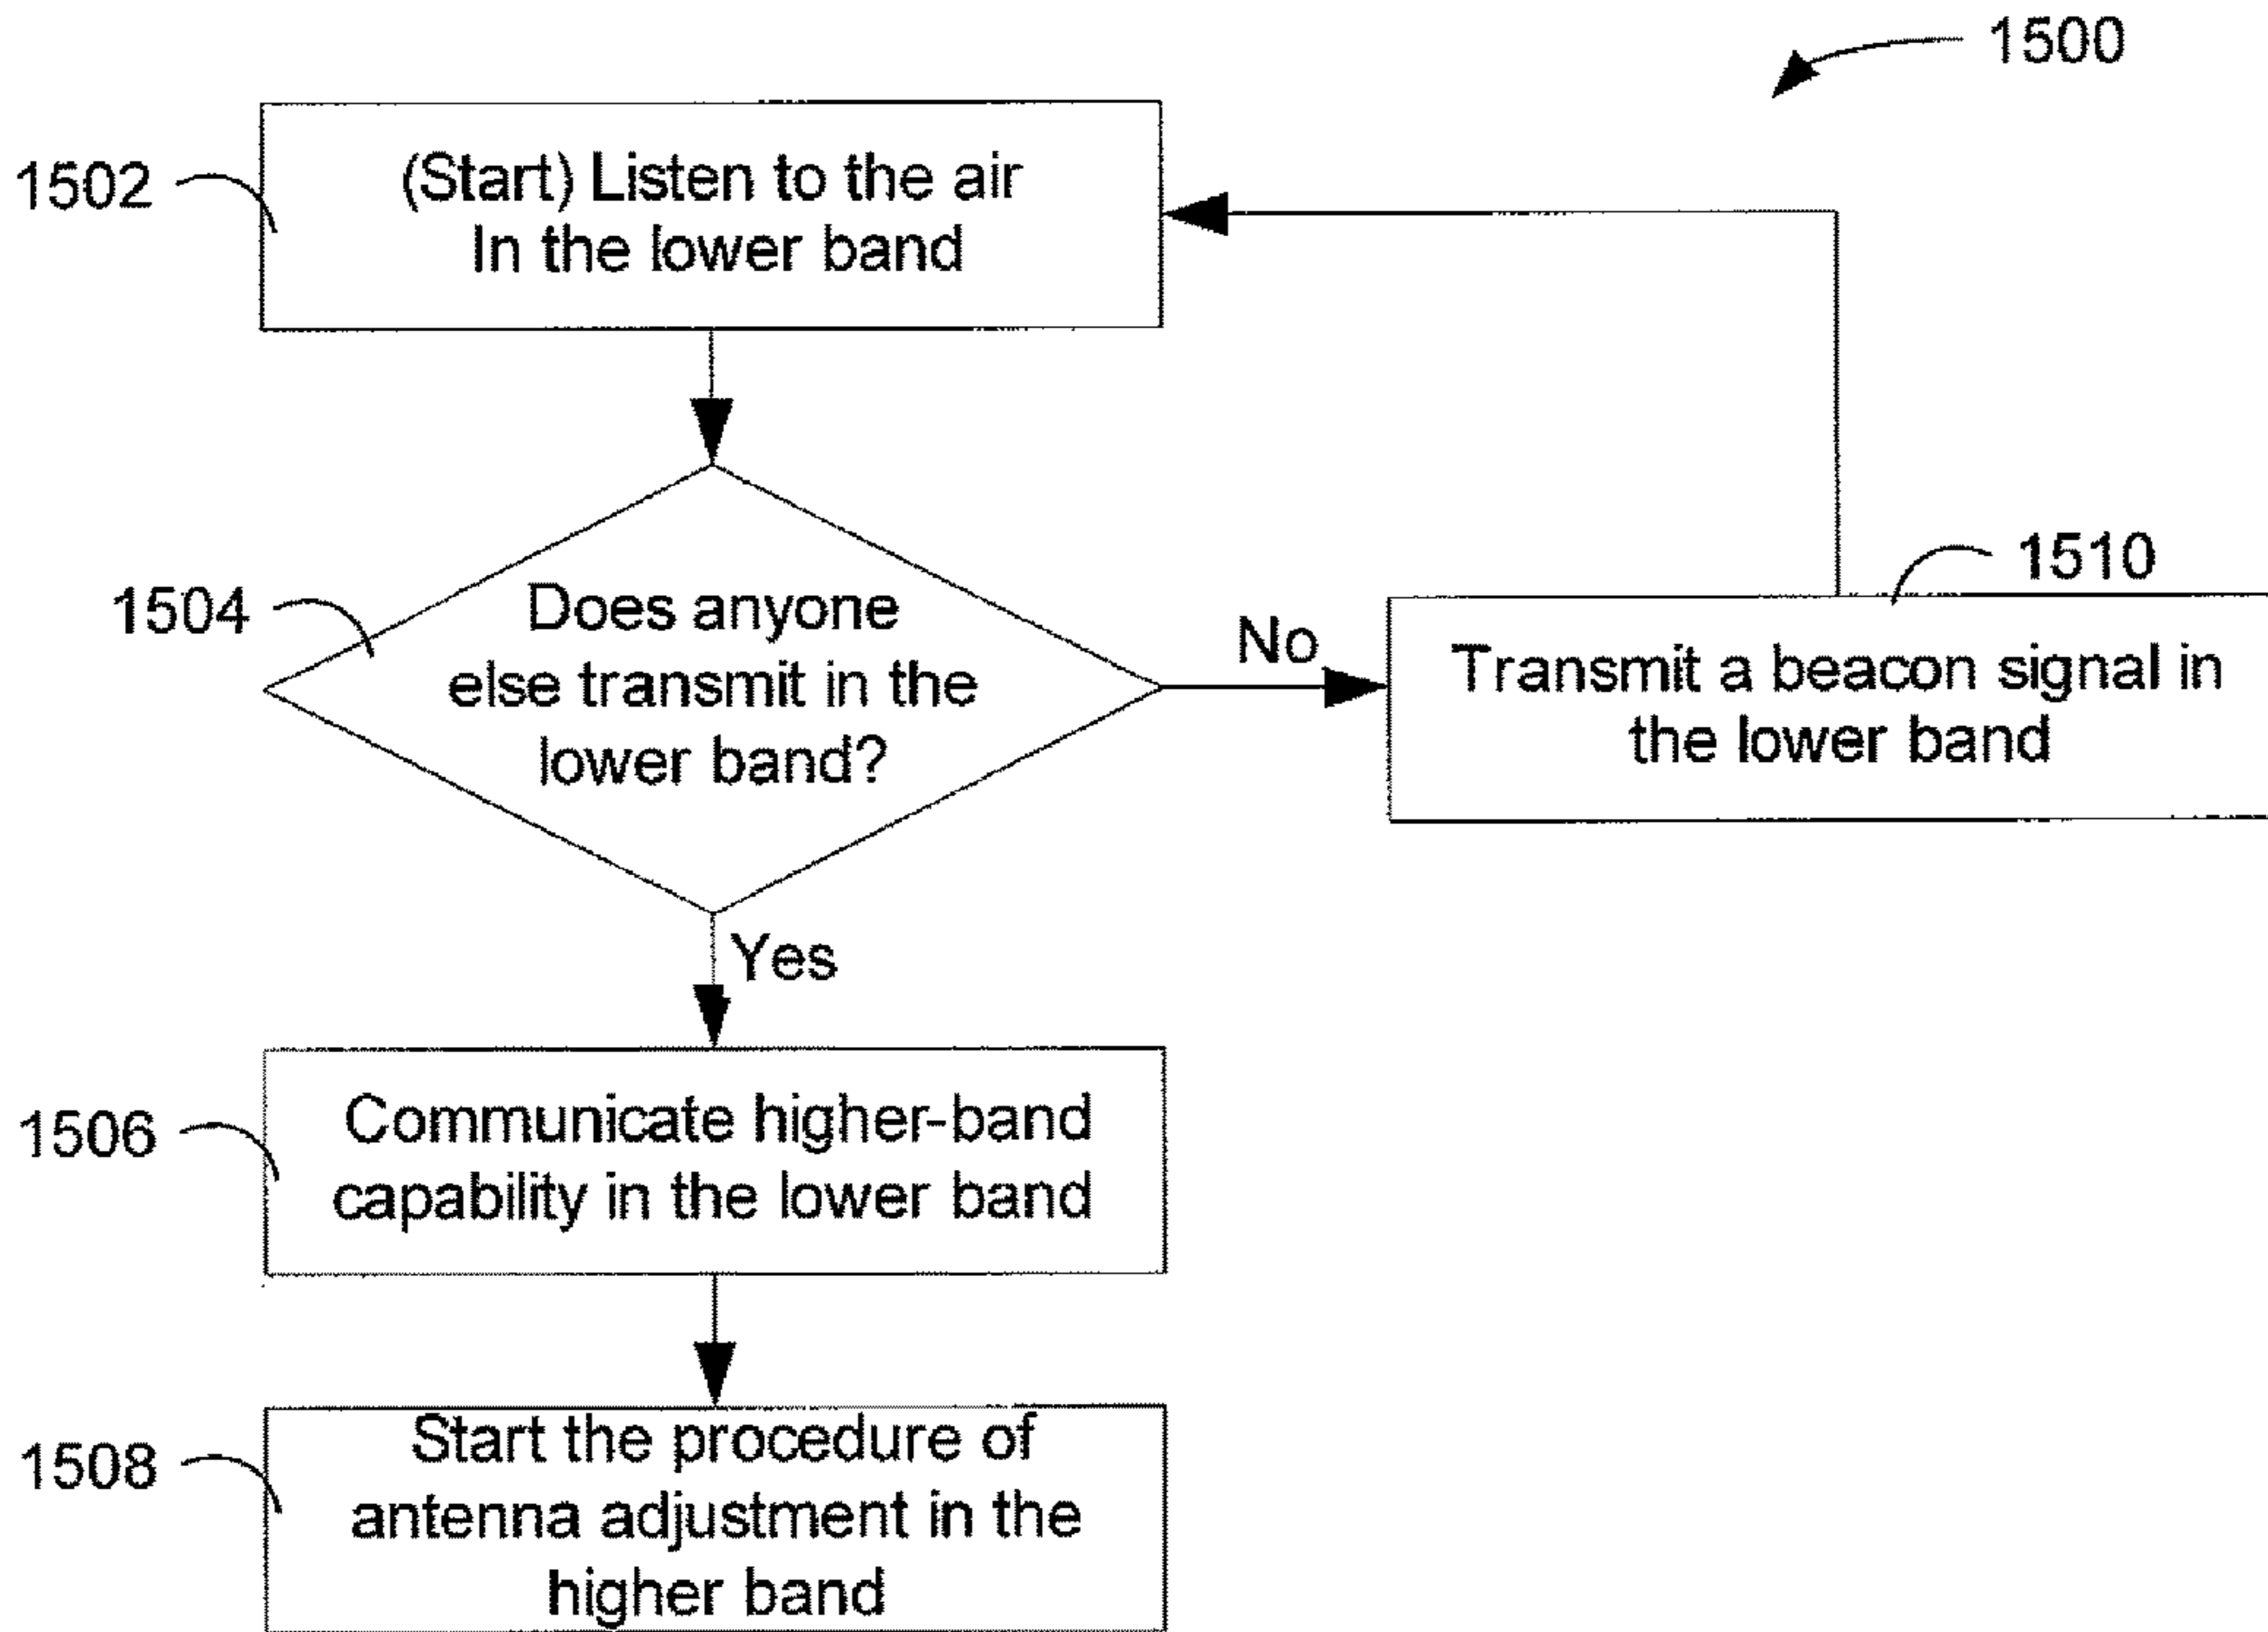 1500
1502
(Start) Listen to the air
In the lower band
1504
Does anyone
else transmit in the
lower band?
No
1510
Transmit a beacon signal in
the lower band
Yes
1506
Communicate higher-band
capability in the lower band
1508
Start the procedure of
antenna adjustment in the
higher band